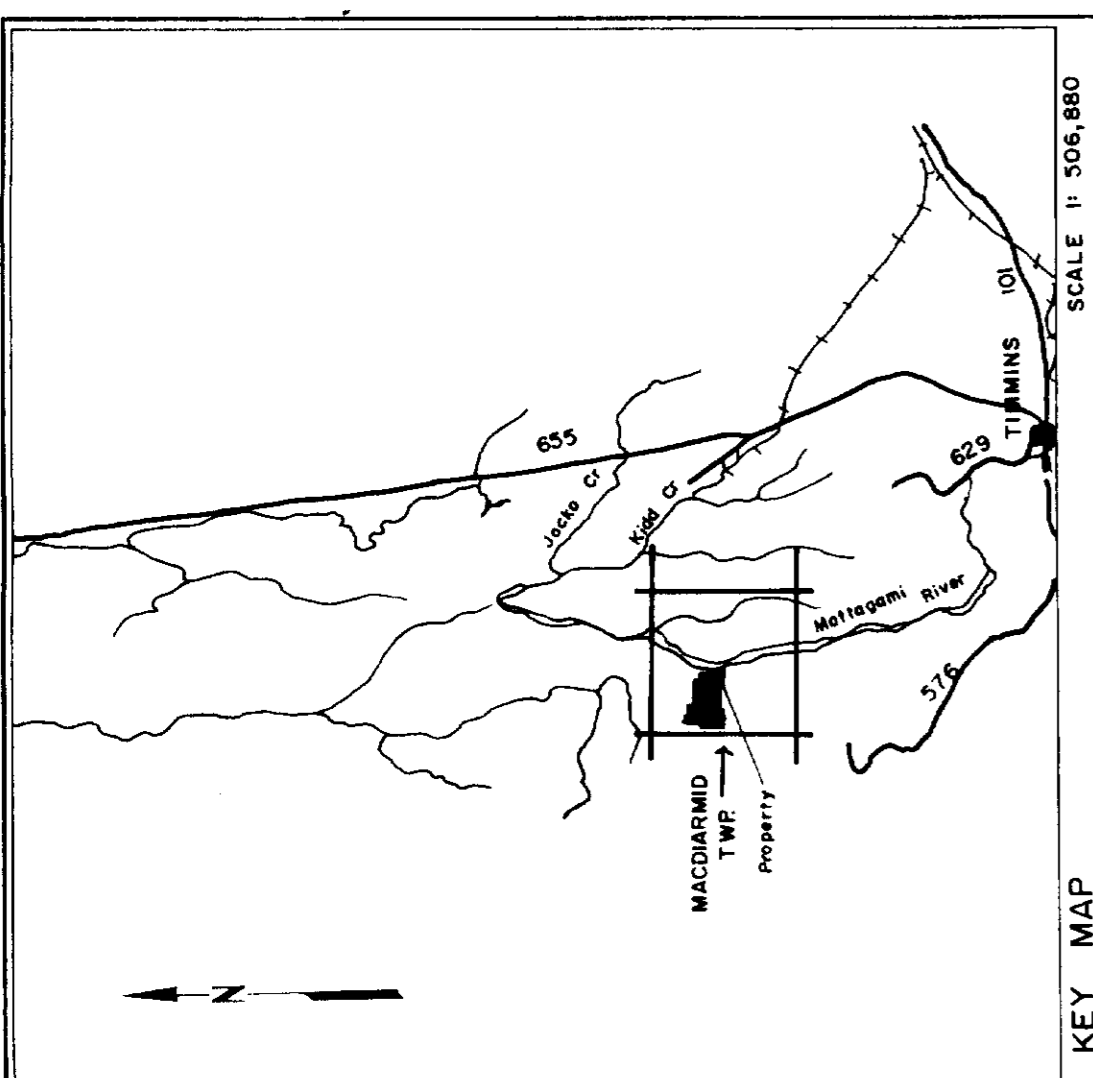 655
Jocko Cr
Kidd Cr
101
TIMMINS
629
Mattagami River
576
MACDIARMID
TWP.
Property
N
KEY MAP
SCALE 1: 506,880